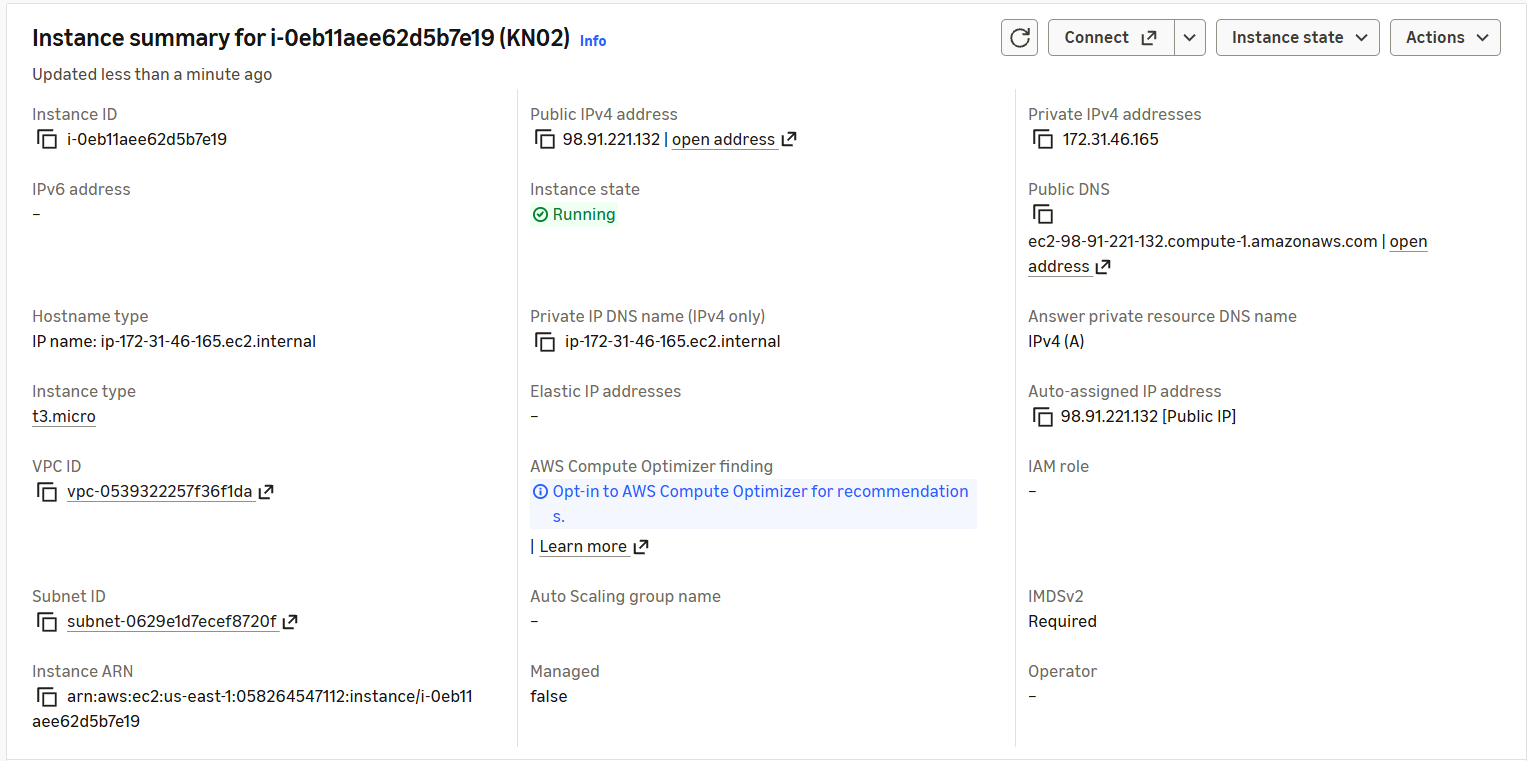 Instance summary for i-0eb11aee62d5b7e19 (KN02) Info
Connect
Instance state
Actions
Updated less than a minute ago
Instance ID
i-0eb11aee62d5b7e19
Public IPv4 address
98.91.221.132 | open address
Private IPv4 addresses
172.31.46.165
IPv6 address
–
Instance state
Running
Public DNS
ec2-98-91-221-132.compute-1.amazonaws.com | open
address
Hostname type
IP name: ip-172-31-46-165.ec2.internal
Private IP DNS name (IPv4 only)
ip-172-31-46-165.ec2.internal
Answer private resource DNS name
IPv4 (A)
Instance type
t3.micro
Elastic IP addresses
–
Auto-assigned IP address
98.91.221.132 [Public IP]
VPC ID
vpc-0539322257f36f1da
AWS Compute Optimizer finding
Opt-in to AWS Compute Optimizer for recommendation
s.
| Learn more
IAM role
–
Subnet ID
subnet-0629e1d7ecef8720f
Auto Scaling group name
–
IMDSv2
Required
Instance ARN
arn:aws:ec2:us-east-1:058264547112:instance/i-0eb11
aee62d5b7e19
Managed
false
Operator
–